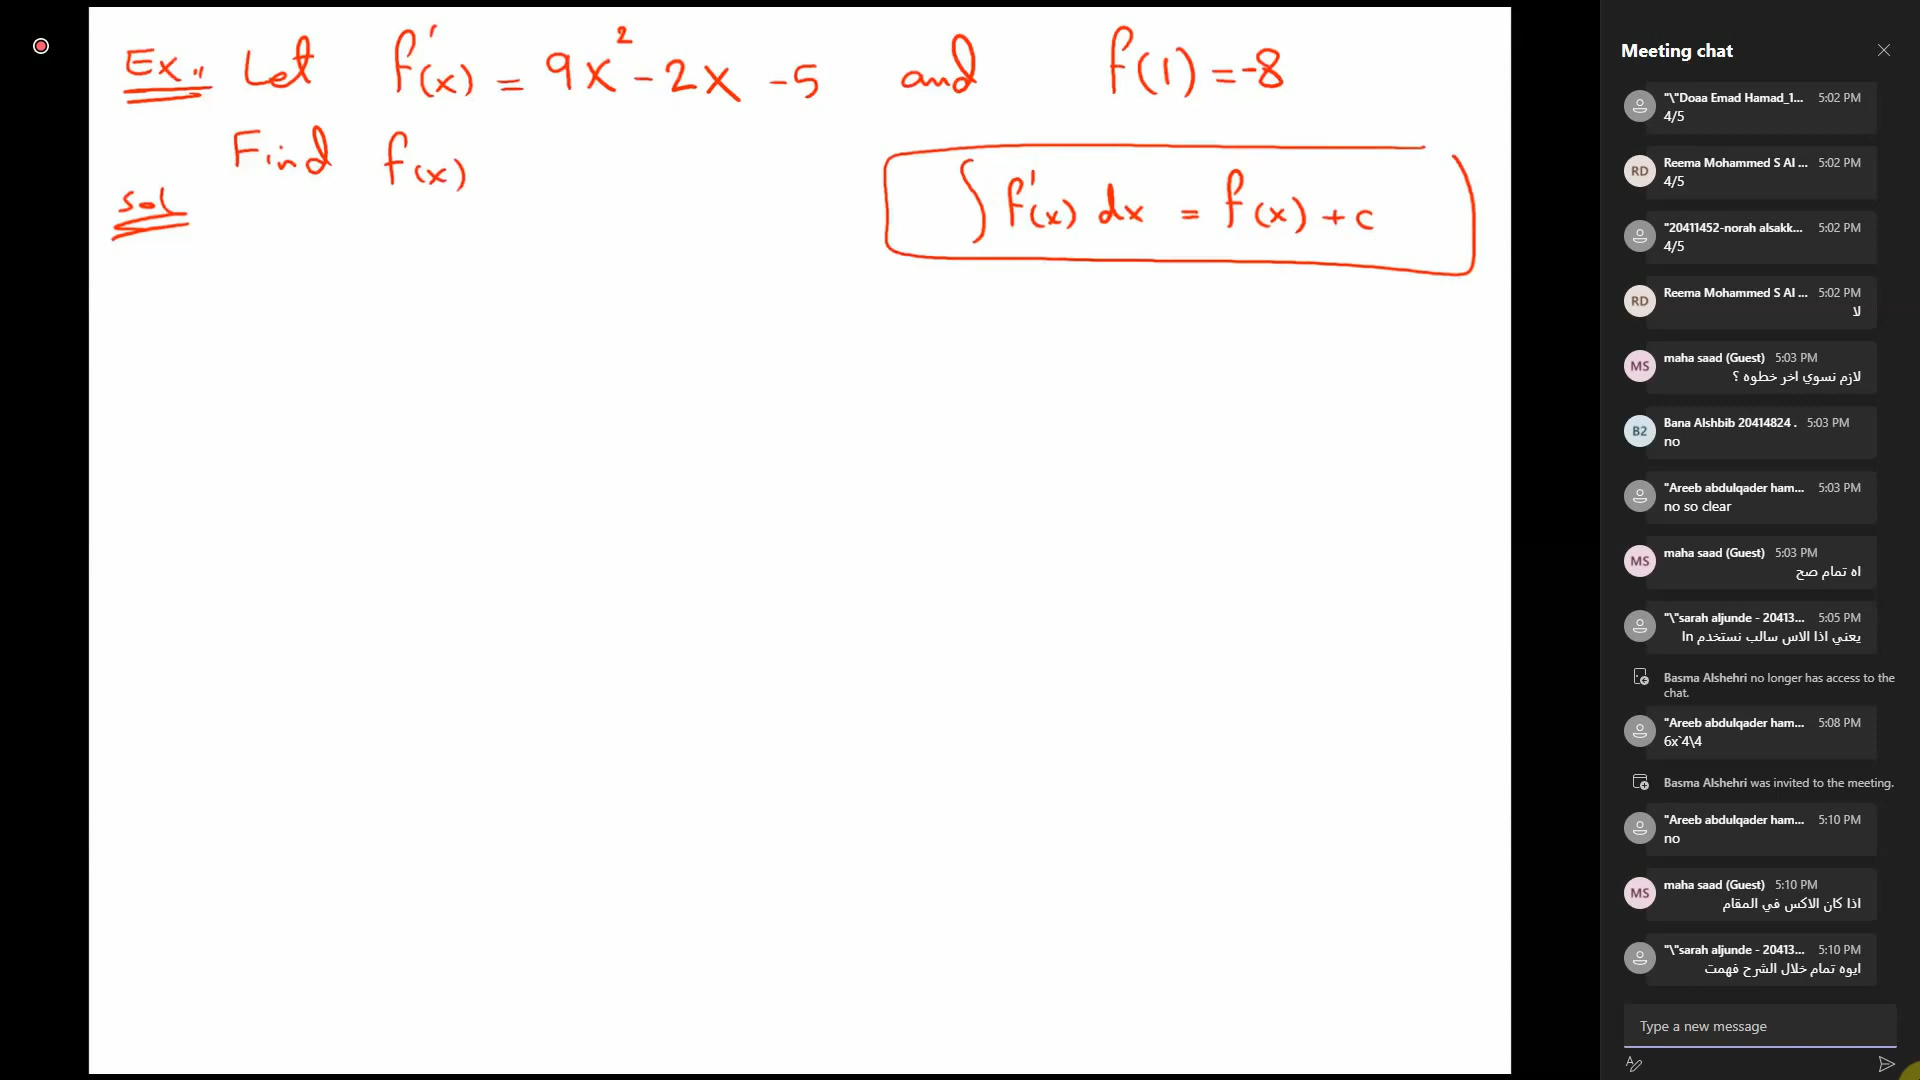 Ex., Let f'(x) = 9x² - 2x - 5 and f(1) = -8
Find f(x)
Sol
∫ f'(x) dx = f(x) + c
Meeting chat
"\"Doaa Emad Hamad_1... 5:02 PM
4/5
RD Reema Mohammed S Al ... 5:02 PM
4/5
"20411452-norah alsakk... 5:02 PM
4/5
RD Reema Mohammed S Al ... 5:02 PM
لا
MS maha saad (Guest) 5:03 PM
لازم نسوي اخر خطوه ؟
B2 Bana Alshbib 20414824 . 5:03 PM
no
"Areeb abdulqader ham... 5:03 PM
no so clear
MS maha saad (Guest) 5:03 PM
اه تمام صح
"\"sarah aljunde - 20413... 5:05 PM
يعني اذا الاس سالب نستخدم ln
Basma Alshehri no longer has access to the
chat.
"Areeb abdulqader ham... 5:08 PM
6x`4\4
Basma Alshehri was invited to the meeting.
"Areeb abdulqader ham... 5:10 PM
no
MS maha saad (Guest) 5:10 PM
اذا كان الاكس في المقام
"\"sarah aljunde - 20413... 5:10 PM
ايوه تمام خلال الشرح فهمت
Type a new message